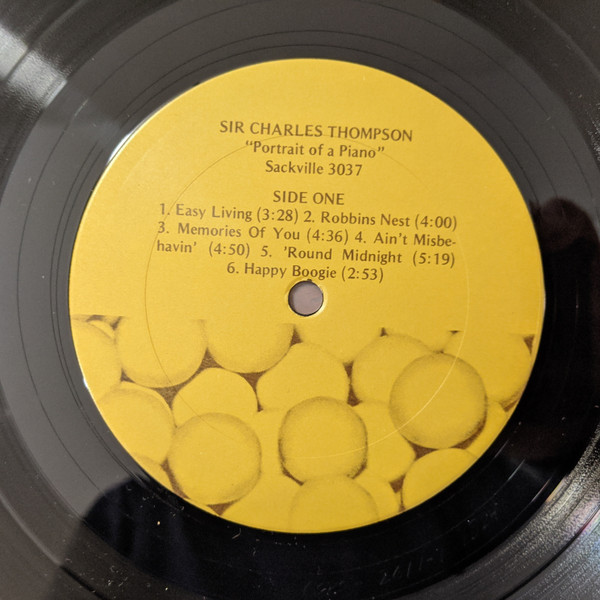 SIR CHARLES THOMPSON
“Portrait of a Piano”
Sackville 3037
SIDE ONE
1. Easy Living (3:28) 2. Robbins Nest (4:00)
3. Memories Of You (4:36) 4. Ain’t Misbe-
havin’ (4:50) 5. ’Round Midnight (5:19)
6. Happy Boogie (2:53)